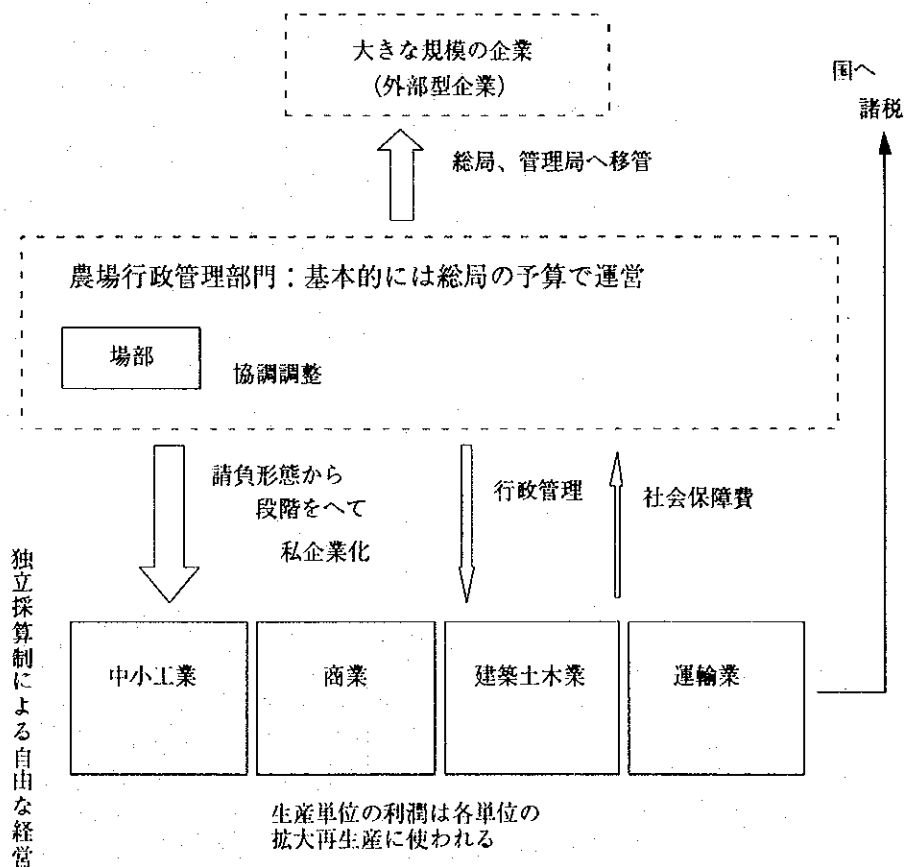 大きな規模の企業
(外部型企業)
国へ
諸税
総局、管理局へ移管
農場行政管理部門：基本的には総局の予算で運営
場部
協調調整
請負形態から
段階をへて
私企業化
行政管理
社会保障費
独立採算制による自由な経営
中小工業
商業
建築土木業
運輸業
生産単位の利潤は各単位の
拡大再生産に使われる